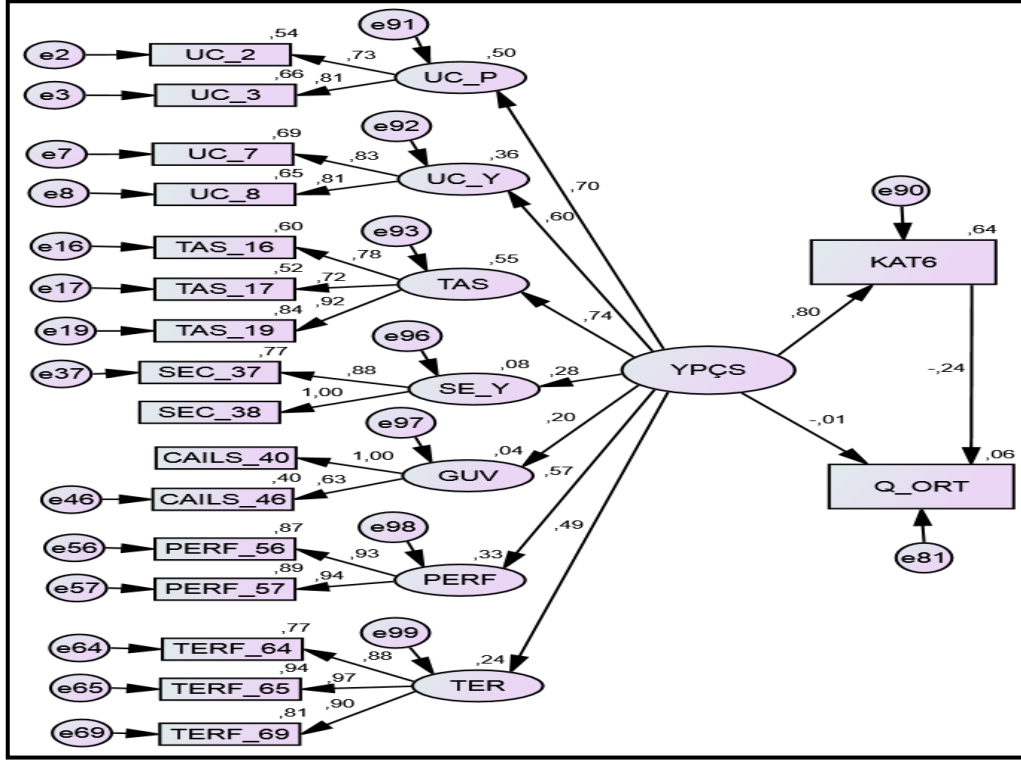 e91
,54
,50
e2
UC_2
,73
UC_P
,66
,81
e3
UC_3
e92
,69
,36
e7
UC_7
,83
UC_Y
,65
,81
e8
UC_8
,70
,60
e90
e93
,60
,64
e16
TAS_16
,78
,55
KAT6
,52
,72
TAS
e17
TAS_17
,84
,92
,74
,80
e19
TAS_19
e96
,77
,08
YPÇS
e37
SEC_37
,88
,28
-,24
SE_Y
1,00
SEC_38
,20
-,01
e97
,04
,06
CAILS_40
1,00
GUV
,57
Q_ORT
,40
,63
e46
CAILS_46
,49
e98
,87
e56
PERF_56
,93
,33
e81
,89
,94
PERF
e57
PERF_57
e99
,77
e64
TERF_64
,88
,24
,94
,97
TER
e65
TERF_65
,81
,90
e69
TERF_69